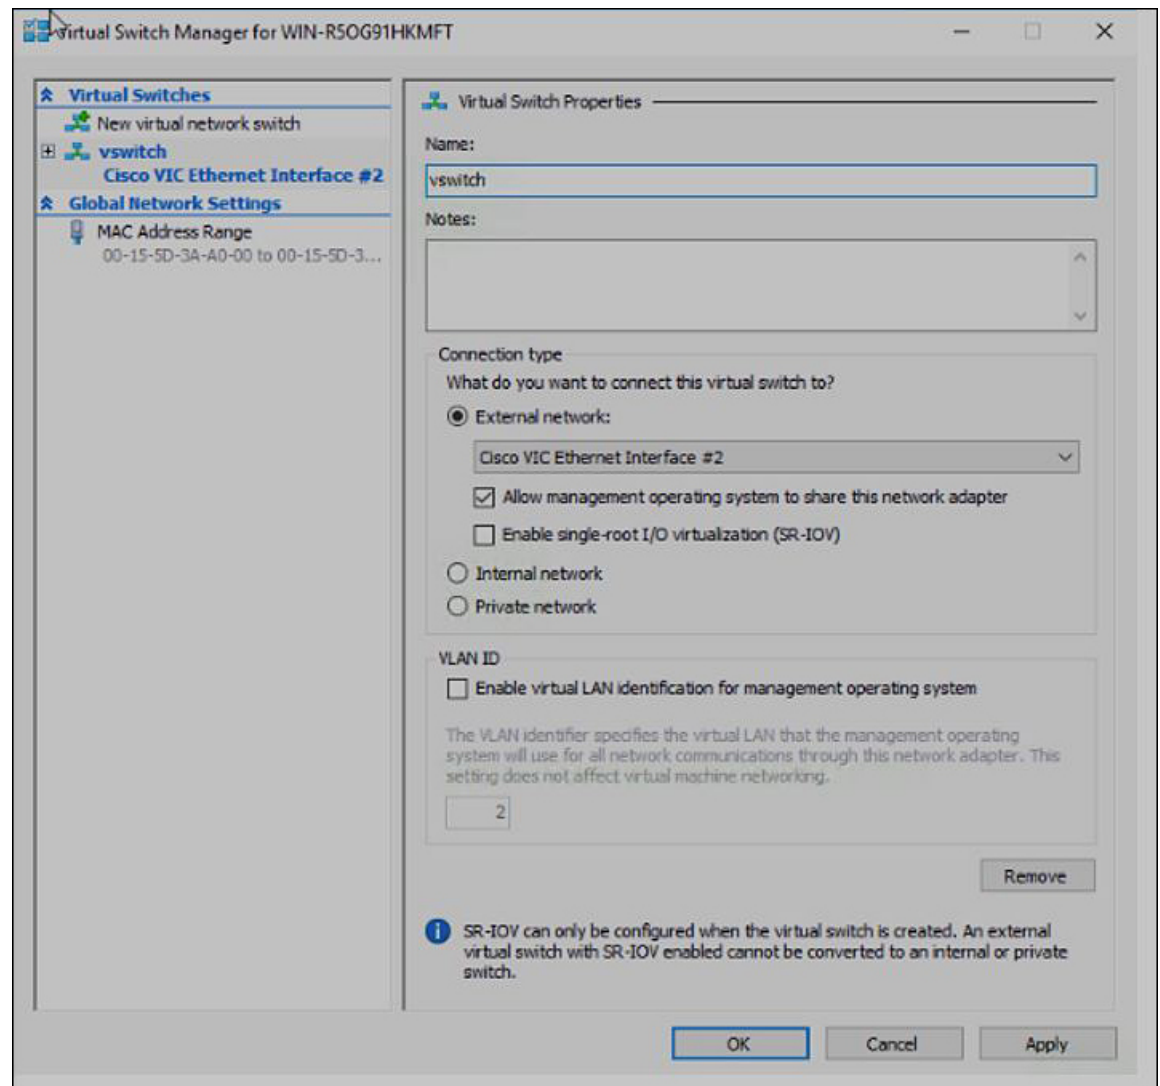 Virtual Switch Manager for WIN-R5OG91HKMFT
Virtual Switches
New virtual network switch
vswitch
Cisco VIC Ethernet Interface #2
Global Network Settings
MAC Address Range
00-15-5D-3A-A0-00 to 00-15-5D-3...
Virtual Switch Properties
Name:
vswitch
Notes:
Connection type
What do you want to connect this virtual switch to?
External network:
Cisco VIC Ethernet Interface #2
Allow management operating system to share this network adapter
Enable single-root I/O virtualization (SR-IOV)
Internal network
Private network
VLAN ID
Enable virtual LAN identification for management operating system
The VLAN identifier specifies the virtual LAN that the management operating
system will use for all network communications through this network adapter. This
setting does not affect virtual machine networking.
2
Remove
SR-IOV can only be configured when the virtual switch is created. An external
virtual switch with SR-IOV enabled cannot be converted to an internal or private
switch.
OK
Cancel
Apply